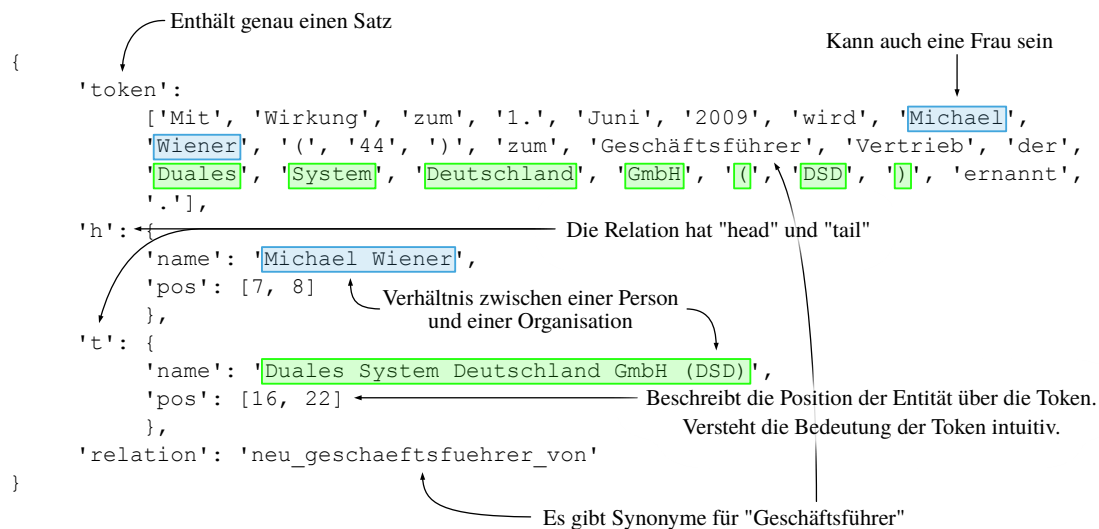 Enthält genau einen Satz
Kann auch eine Frau sein
{
'token':
['Mit', 'Wirkung', 'zum', '1.', 'Juni', '2009', 'wird', 'Michael',
'Wiener', '(', '44', ')', 'zum', 'Geschäftsführer', 'Vertrieb', 'der',
'Duales', 'System', 'Deutschland', 'GmbH', '(', 'DSD', ')', 'ernannt',
'.'],
'h': {
Die Relation hat "head" und "tail"
'name': 'Michael Wiener',
'pos': [7, 8]
Verhältnis zwischen einer Person
und einer Organisation
},
't': {
'name': 'Duales System Deutschland GmbH (DSD)',
'pos': [16, 22]
Beschreibt die Position der Entität über die Token.
},
Versteht die Bedeutung der Token intuitiv.
'relation': 'neu_geschaeftsfuehrer_von'
}
Es gibt Synonyme für "Geschäftsführer"